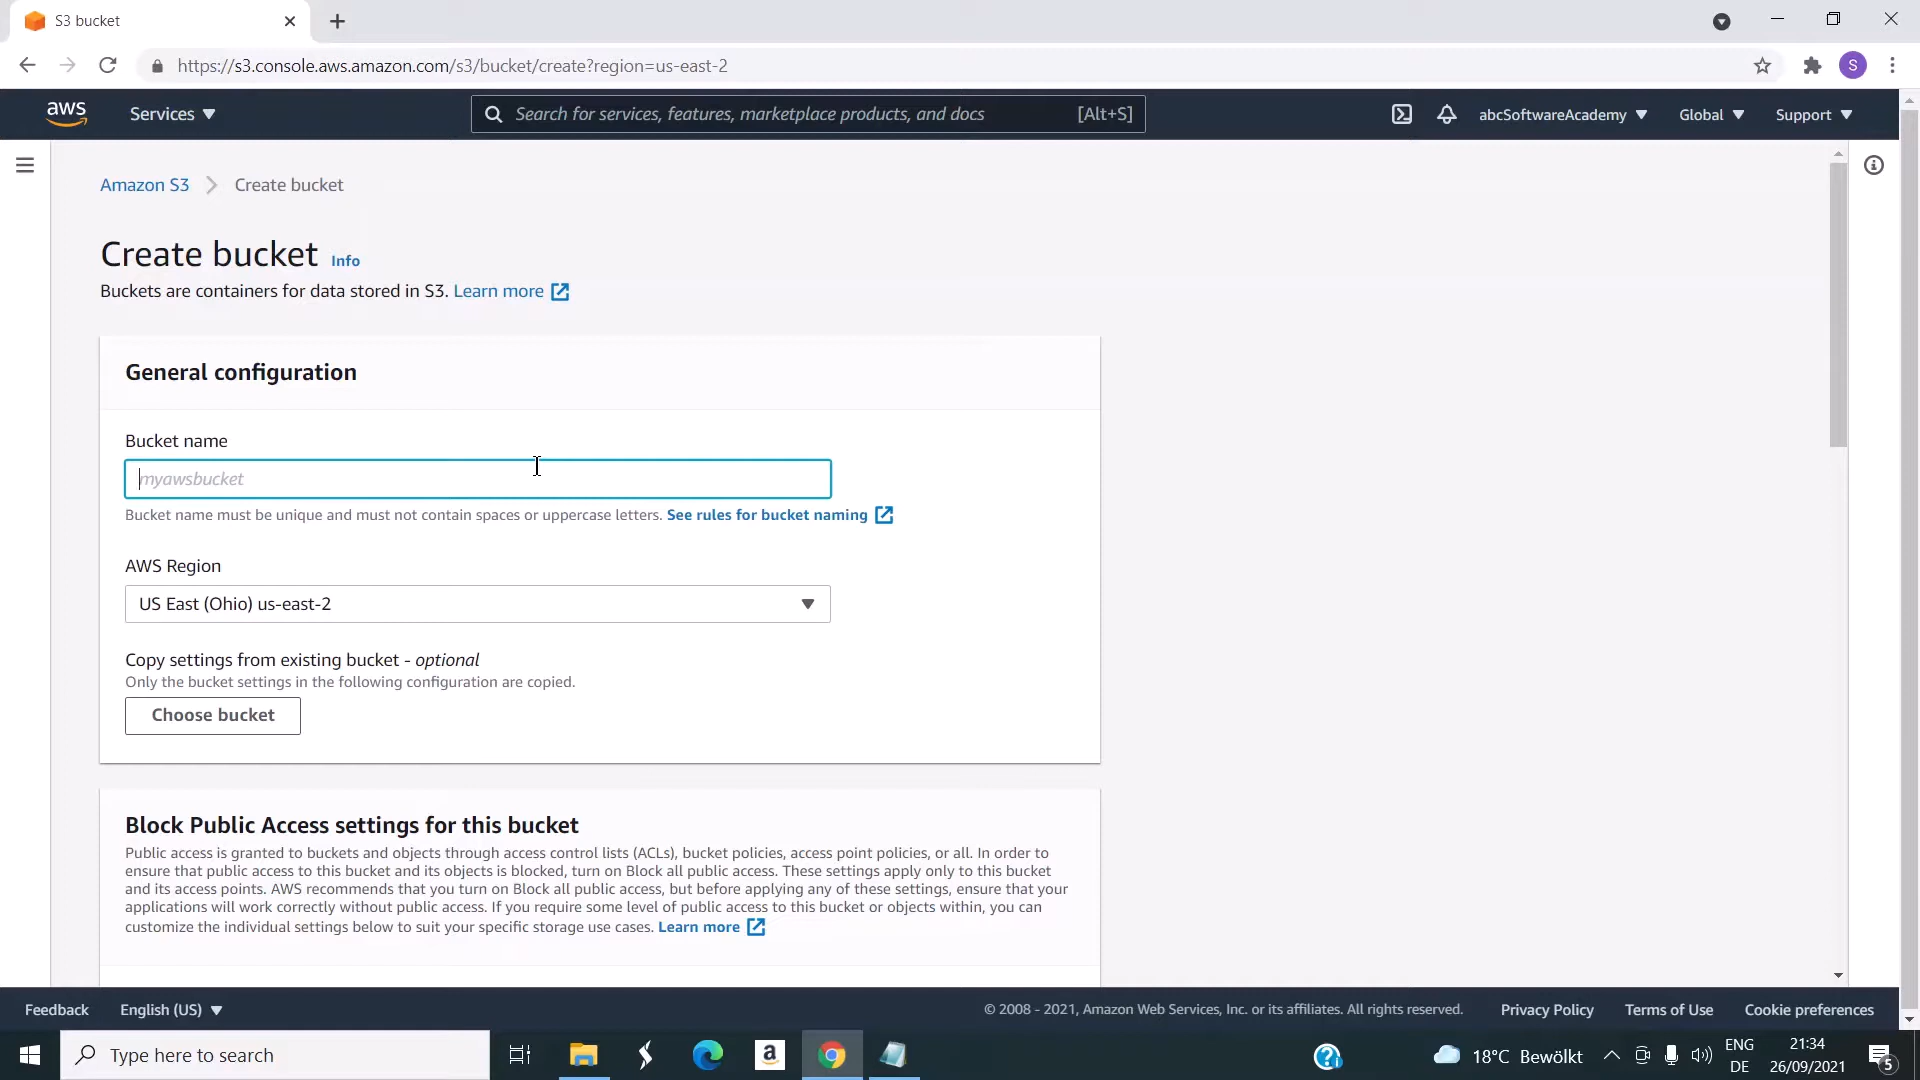 S3 bucket
https://s3.console.aws.amazon.com/s3/bucket/create?region=us-east-2
S
aws
Services
Search for services, features, marketplace products, and docs
[Alt+S]
abcSoftwareAcademy
Global
Support
Amazon S3
Create bucket
Create bucket Info
Buckets are containers for data stored in S3. Learn more
General configuration
Bucket name
myawsbucket
Bucket name must be unique and must not contain spaces or uppercase letters. See rules for bucket naming
AWS Region
US East (Ohio) us-east-2
Copy settings from existing bucket - optional
Only the bucket settings in the following configuration are copied.
Choose bucket
Block Public Access settings for this bucket
Public access is granted to buckets and objects through access control lists (ACLs), bucket policies, access point policies, or all. In order to
ensure that public access to this bucket and its objects is blocked, turn on Block all public access. These settings apply only to this bucket
and its access points. AWS recommends that you turn on Block all public access, but before applying any of these settings, ensure that your
applications will work correctly without public access. If you require some level of public access to this bucket or objects within, you can
customize the individual settings below to suit your specific storage use cases. Learn more
Feedback
English (US)
© 2008 - 2021, Amazon Web Services, Inc. or its affiliates. All rights reserved.
Privacy Policy
Terms of Use
Cookie preferences
Type here to search
a
18°C Bewölkt
ENG
DE
21:34
26/09/2021
5